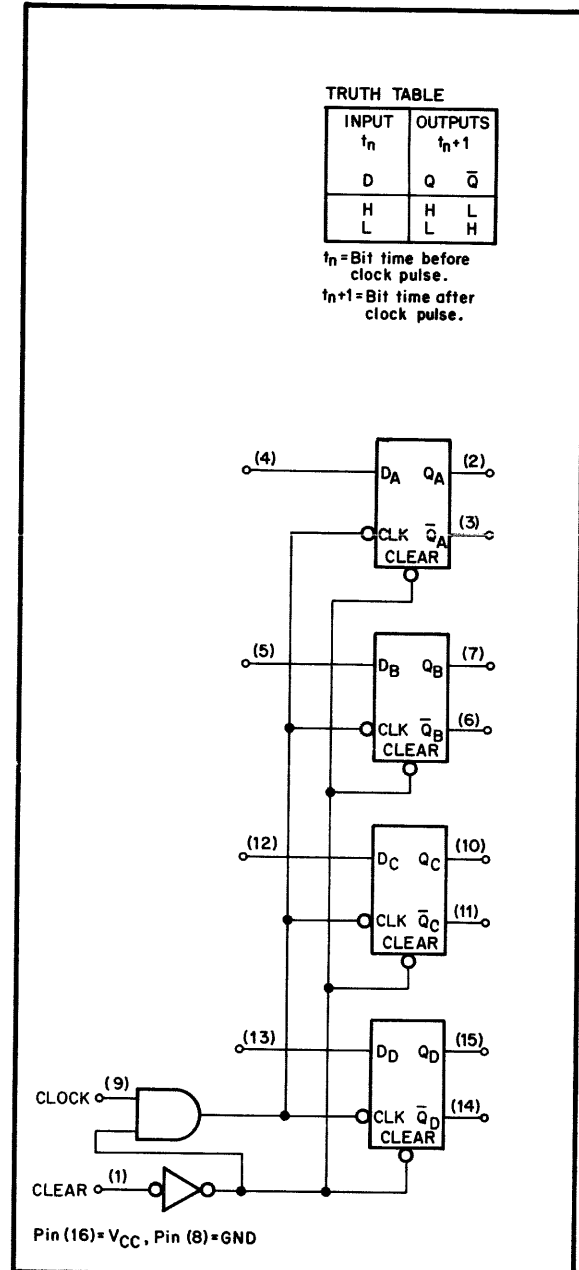 TRUTH TABLE
INPUT OUTPUTS
tn tn+1
D Q Q̅
H H L
L L H
tn=Bit time before
clock pulse.
tn+1=Bit time after
clock pulse.
(4) DA QA (2)
CLK Q̅A (3)
CLEAR
(5) DB QB (7)
CLK Q̅B (6)
CLEAR
(12) DC QC (10)
CLK Q̅C (11)
CLEAR
(13) DD QD (15)
CLOCK (9)
CLK Q̅D (14)
CLEAR
CLEAR (1)
Pin (16)=VCC, Pin (8)=GND